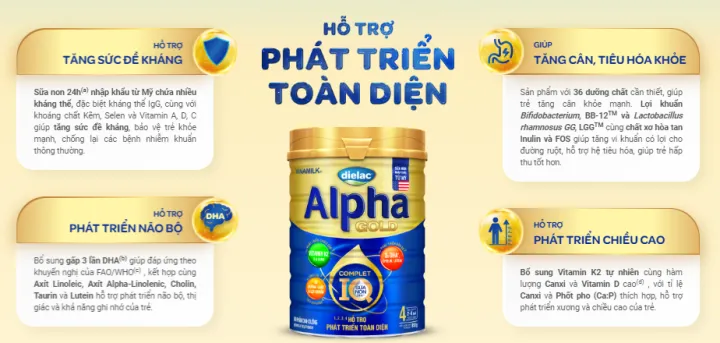 HỖ TRỢ
PHÁT TRIỂN
TOÀN DIỆN
HỖ TRỢ
TĂNG SỨC ĐỀ KHÁNG
Sữa non 24h(a) nhập khẩu từ Mỹ chứa nhiều
kháng thể, đặc biệt kháng thể IgG, cùng với
khoáng chất Kẽm, Selen và Vitamin A, D, C
giúp tăng sức đề kháng, bảo vệ trẻ khỏe
mạnh, chống lại các bệnh nhiễm khuẩn
thông thường.
HỖ TRỢ
PHÁT TRIỂN NÃO BỘ
DHA
Bổ sung gấp 3 lần DHA(b) giúp đáp ứng theo
khuyến nghị của FAO/WHO(c) , kết hợp cùng
Axit Linoleic, Axit Alpha-Linolenic, Cholin,
Taurin và Lutein hỗ trợ phát triển não bộ, thị
giác và khả năng ghi nhớ của trẻ.
GIÚP
TĂNG CÂN, TIÊU HÓA KHỎE
Sản phẩm với 36 dưỡng chất cần thiết, giúp
trẻ tăng cân khỏe mạnh. Lợi khuẩn
Bifidobacterium, BB-12TM và Lactobacillus
rhamnosus GG, LGGTM cùng chất xơ hòa tan
Inulin và FOS giúp tăng vi khuẩn có lợi cho
đường ruột, hỗ trợ hệ tiêu hóa, giúp trẻ hấp
thu tốt hơn.
HỖ TRỢ
PHÁT TRIỂN CHIỀU CAO
Bổ sung Vitamin K2 tự nhiên cùng hàm
lượng Canxi và Vitamin D cao(d) , với tỉ lệ
Canxi và Phốt pho (Ca:P) thích hợp, hỗ trợ
phát triển xương và chiều cao của trẻ.
dielac
Alpha
GOLD
COMPLET
IQ
SỮA NON
HỖ TRỢ
PHÁT TRIỂN TOÀN DIỆN
4